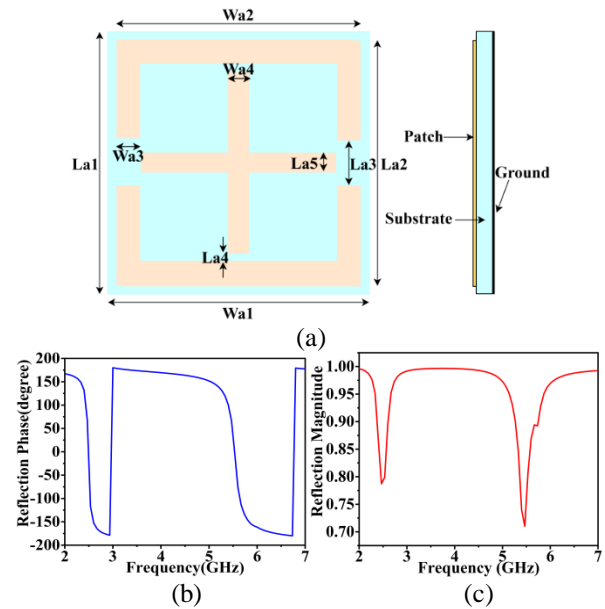 Wa2
Wa4
Patch
Wa3
La1
La5
La3
La2
Ground
Substrate
La4
Wa1
(a)
Reflection Phase(degree)
200
150
100
50
0
-50
-100
-150
-200
2 3 4 5 6 7
Frequency(GHz)
(b)
Reflection Magnitude
1.00
0.95
0.90
0.85
0.80
0.75
0.70
2 3 4 5 6 7
Frequency (GHz)
(c)